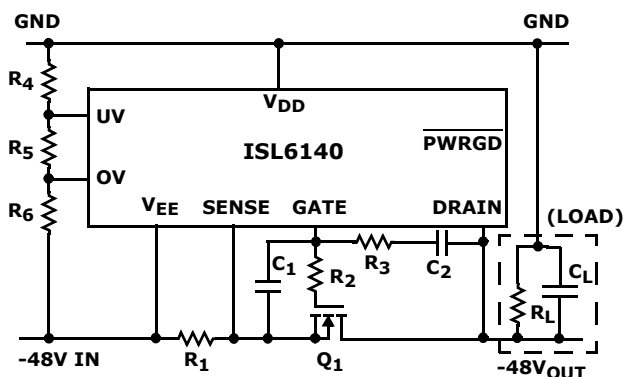 GND GND
R4
VDD
UV
R5
ISL6140
PWRGD
OV
R6
VEE SENSE GATE DRAIN
(LOAD)
C1
R2
R3
C2
CL
RL
-48V IN
R1
Q1
-48VOUT